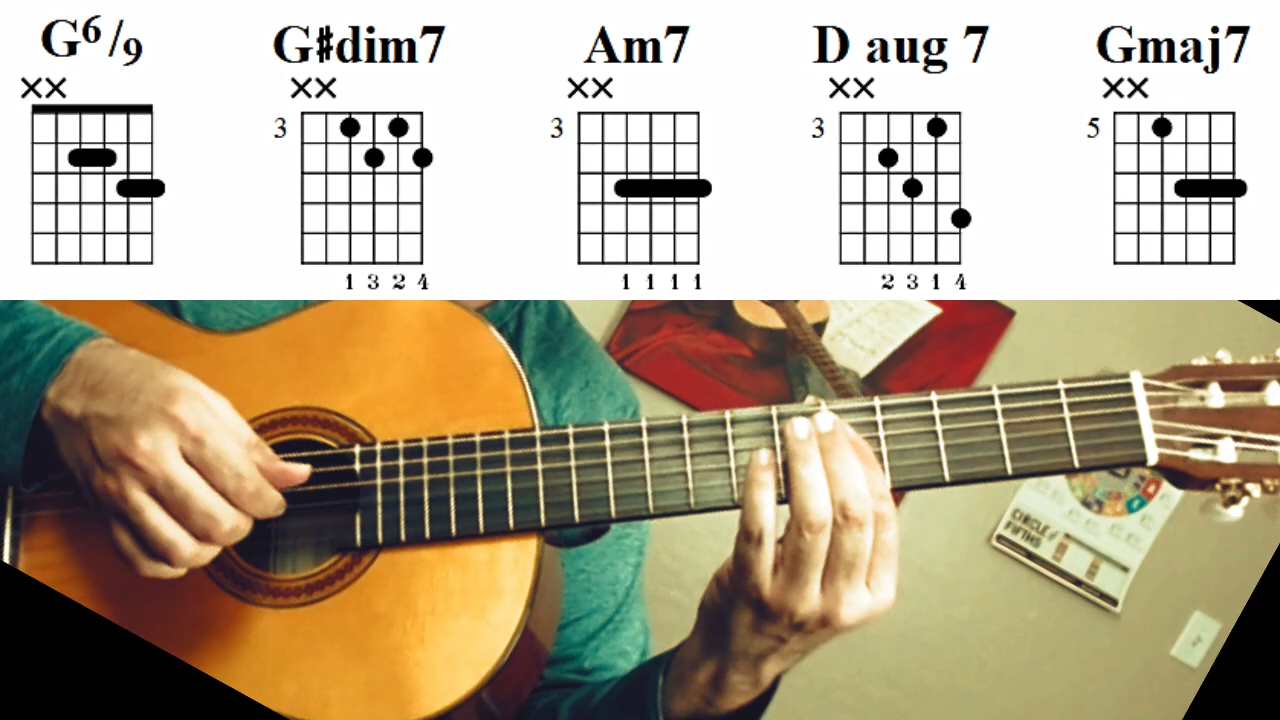 G6/9 G♯dim7 Am7 D aug 7 Gmaj7
×× ×× ×× ×× ××
3 3 3 5
1 3 2 4 1 1 1 1 2 3 1 4
CIRCLE of
FIFTHS